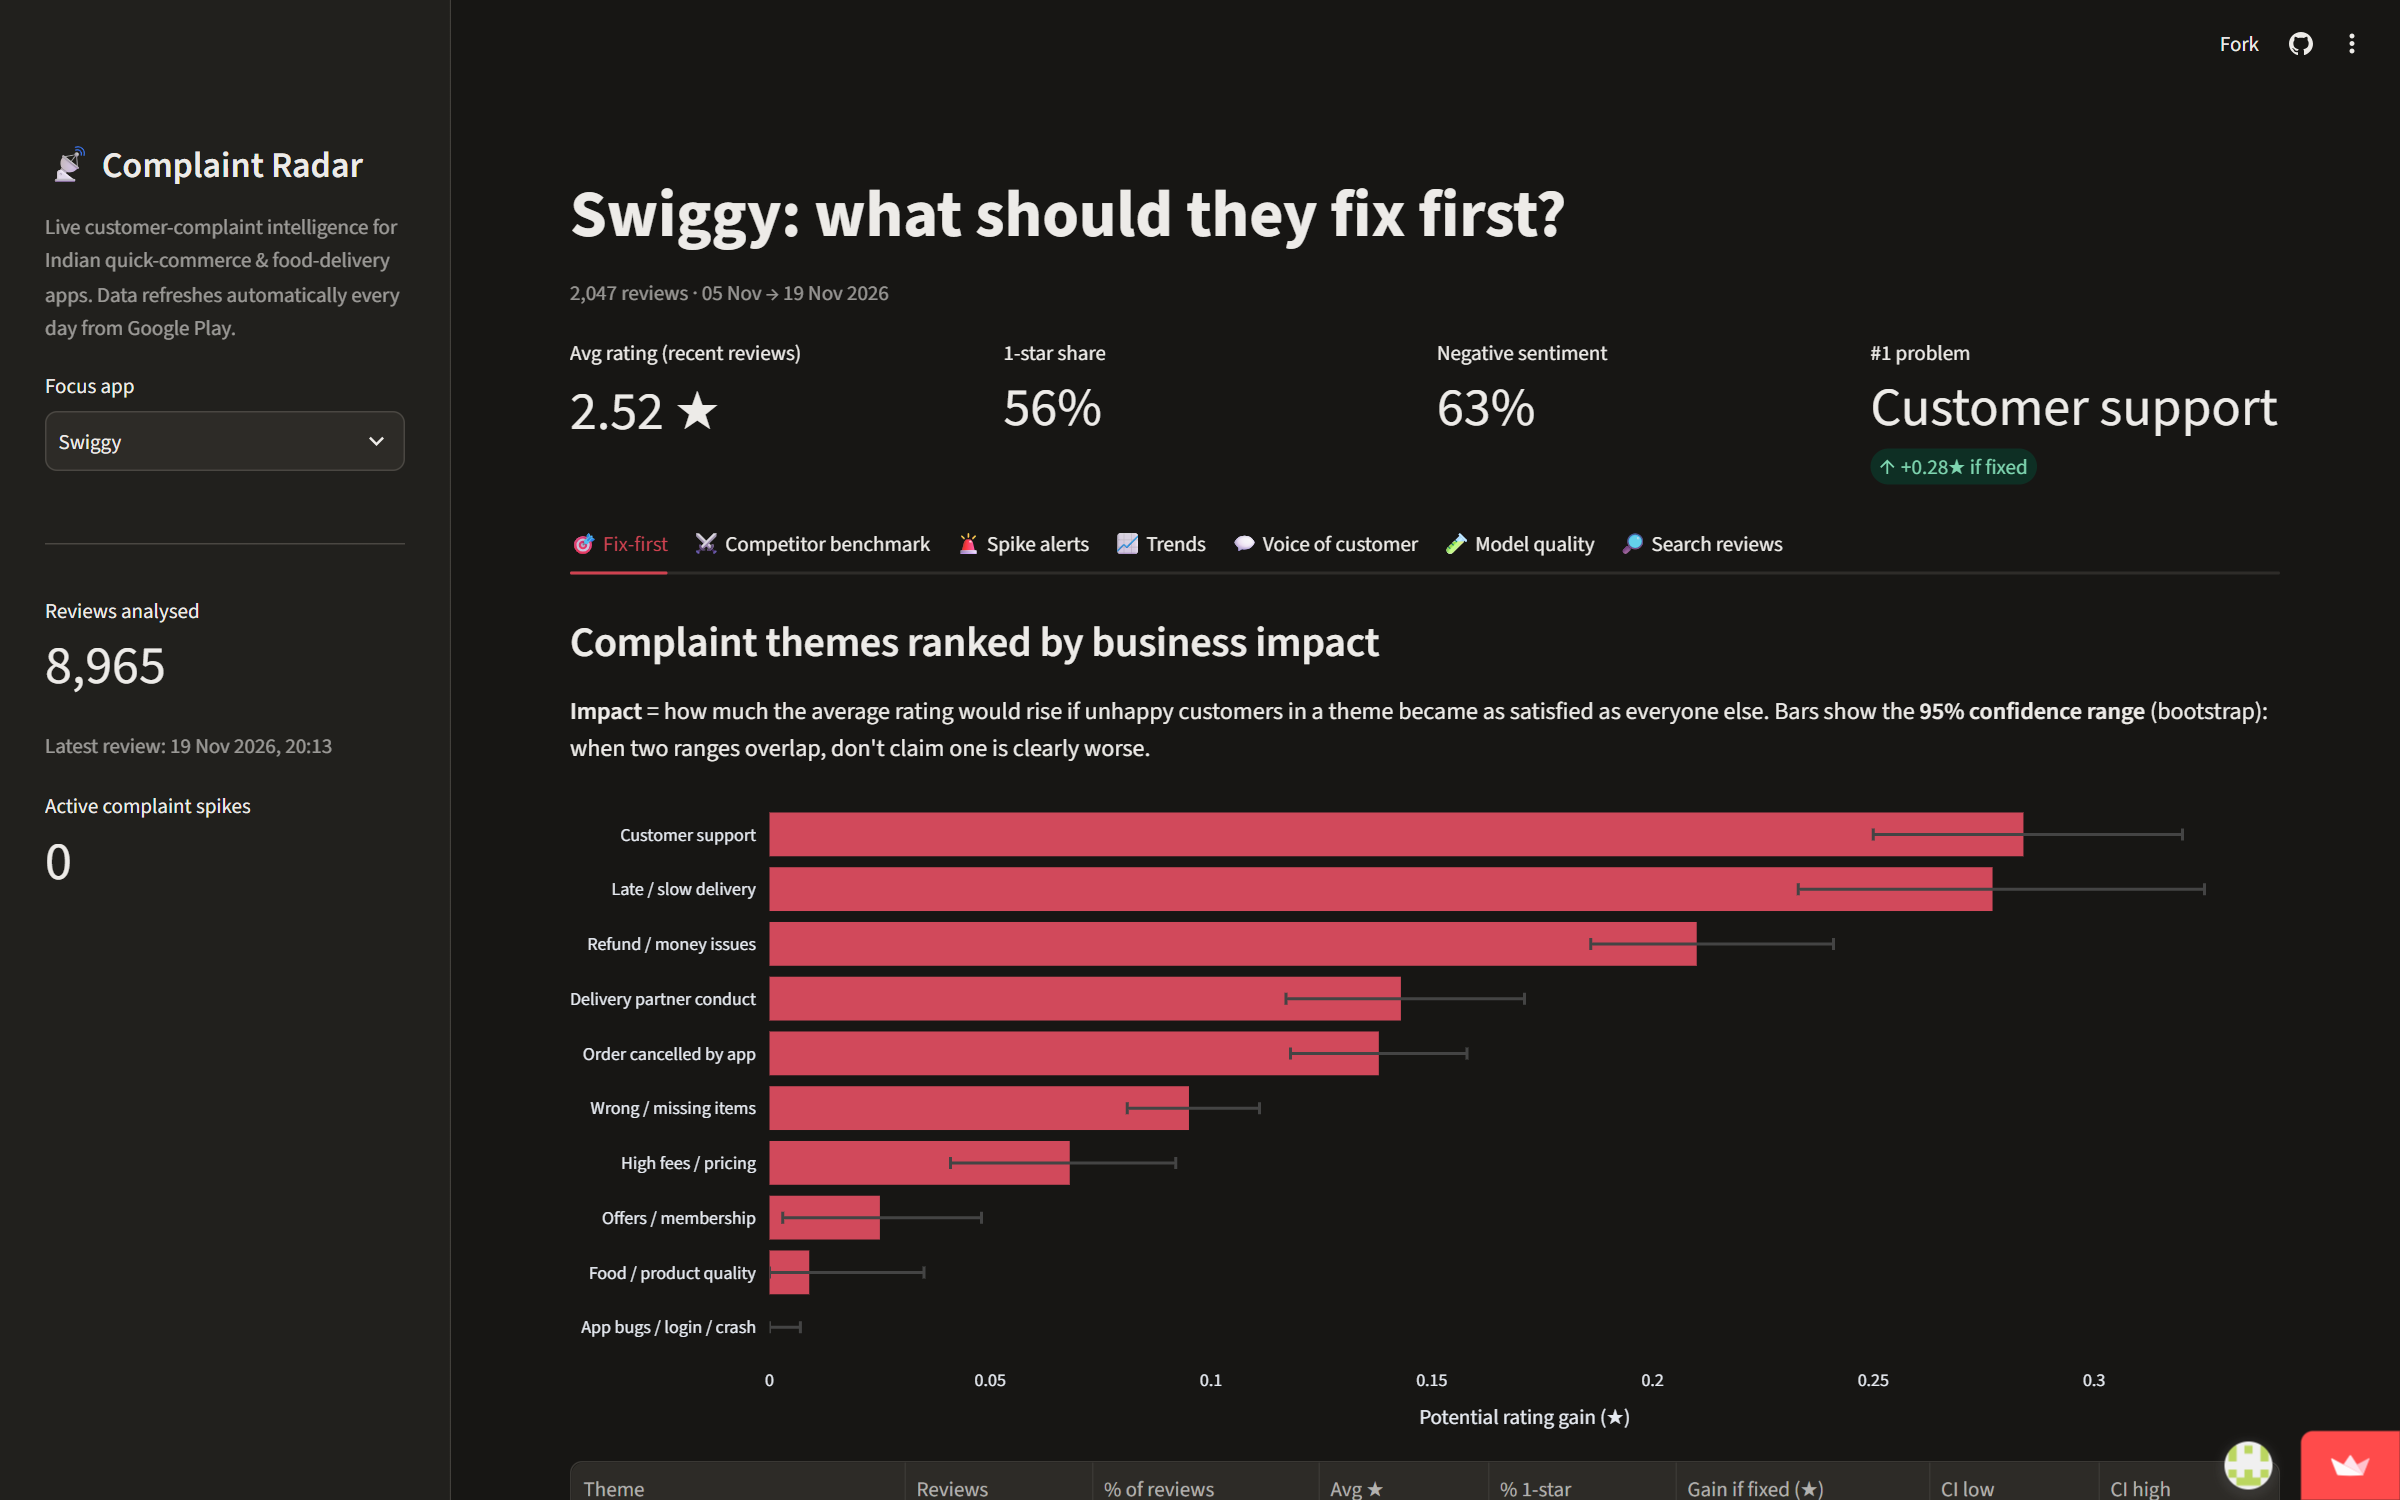 Fork
Complaint Radar
Live customer-complaint intelligence for
Indian quick-commerce & food-delivery
apps. Data refreshes automatically every
day from Google Play.
Focus app
Swiggy
Reviews analysed
8,965
Latest review: 19 Nov 2026, 20:13
Active complaint spikes
0
Swiggy: what should they fix first?
2,047 reviews · 05 Nov → 19 Nov 2026
Avg rating (recent reviews)
2.52 ★
1-star share
56%
Negative sentiment
63%
#1 problem
Customer support
↑ +0.28★ if fixed
Fix-first
Competitor benchmark
Spike alerts
Trends
Voice of customer
Model quality
Search reviews
Complaint themes ranked by business impact
Impact = how much the average rating would rise if unhappy customers in a theme became as satisfied as everyone else. Bars show the 95% confidence range (bootstrap):
when two ranges overlap, don't claim one is clearly worse.
Customer support
Late / slow delivery
Refund / money issues
Delivery partner conduct
Order cancelled by app
Wrong / missing items
High fees / pricing
Offers / membership
Food / product quality
App bugs / login / crash
0 0.05 0.1 0.15 0.2 0.25 0.3
Potential rating gain (★)
Theme Reviews % of reviews Avg ★ % 1-star Gain if fixed (★) CI low CI high